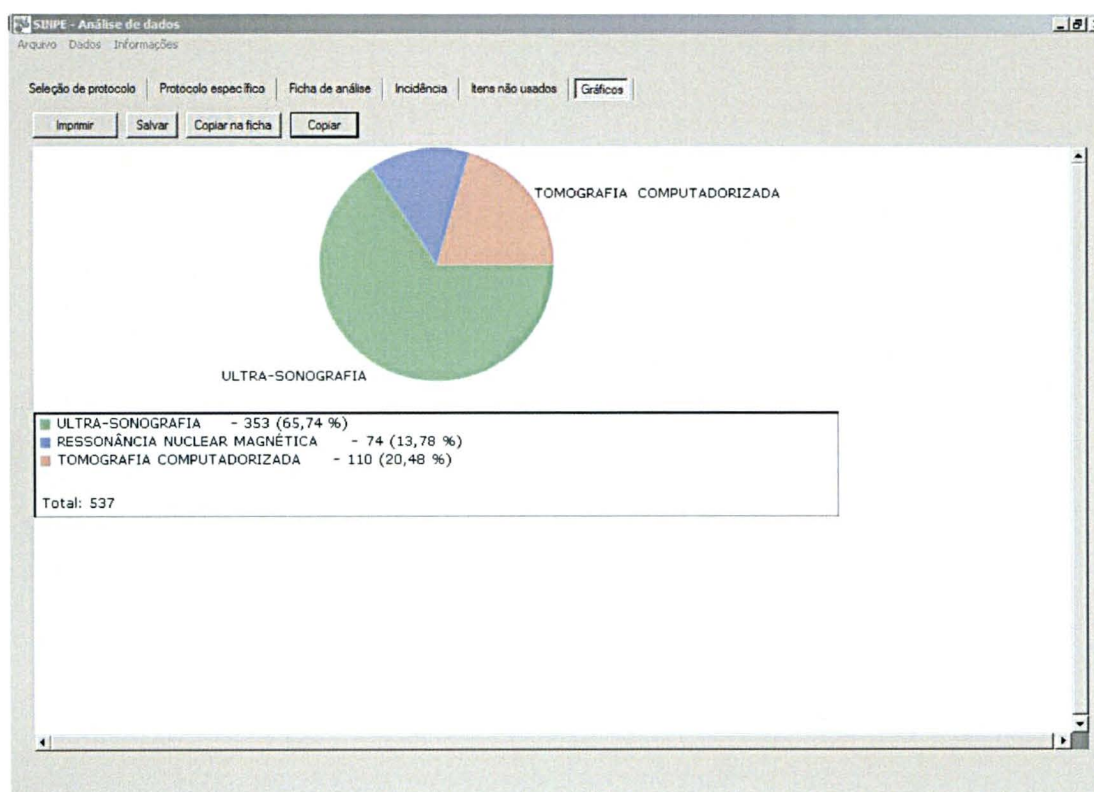 SINPE - Análise de dados
Arquivo Dados Informações
Seleção de protocolo Protocolo específico Ficha de análise Incidência Itens não usados Gráficos
Imprimir Salvar Copiar na ficha Copiar
TOMOGRAFIA COMPUTADORIZADA
ULTRA-SONOGRAFIA
ULTRA-SONOGRAFIA - 353 (65,74 %)
RESSONÂNCIA NUCLEAR MAGNÉTICA - 74 (13,78 %)
TOMOGRAFIA COMPUTADORIZADA - 110 (20,48 %)
Total: 537